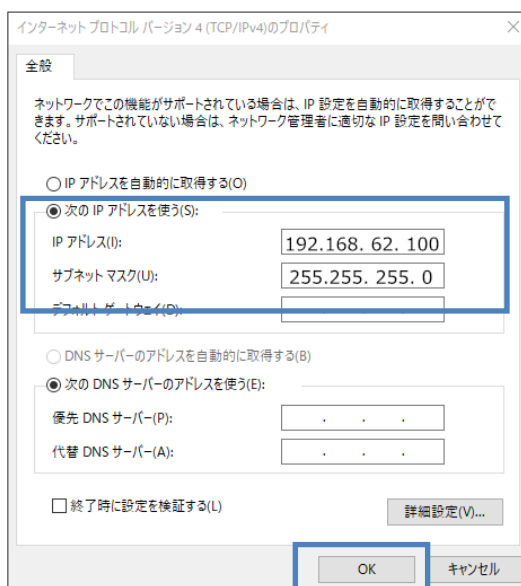 インターネット プロトコル バージョン 4 (TCP/IPv4)のプロパティ
全般
ネットワークでこの機能がサポートされている場合は、IP 設定を自動的に取得することがで
きます。サポートされていない場合は、ネットワーク管理者に適切な IP 設定を問い合わせて
ください。
IP アドレスを自動的に取得する(O)
次の IP アドレスを使う(S):
IP アドレス(I): 192.168. 62. 100
サブネット マスク(U): 255.255. 255. 0
デフォルト ゲートウェイ(D): . . .
DNS サーバーのアドレスを自動的に取得する(B)
次の DNS サーバーのアドレスを使う(E):
優先 DNS サーバー(P): . . .
代替 DNS サーバー(A): . . .
終了時に設定を検証する(L)
詳細設定(V)...
OK キャンセル